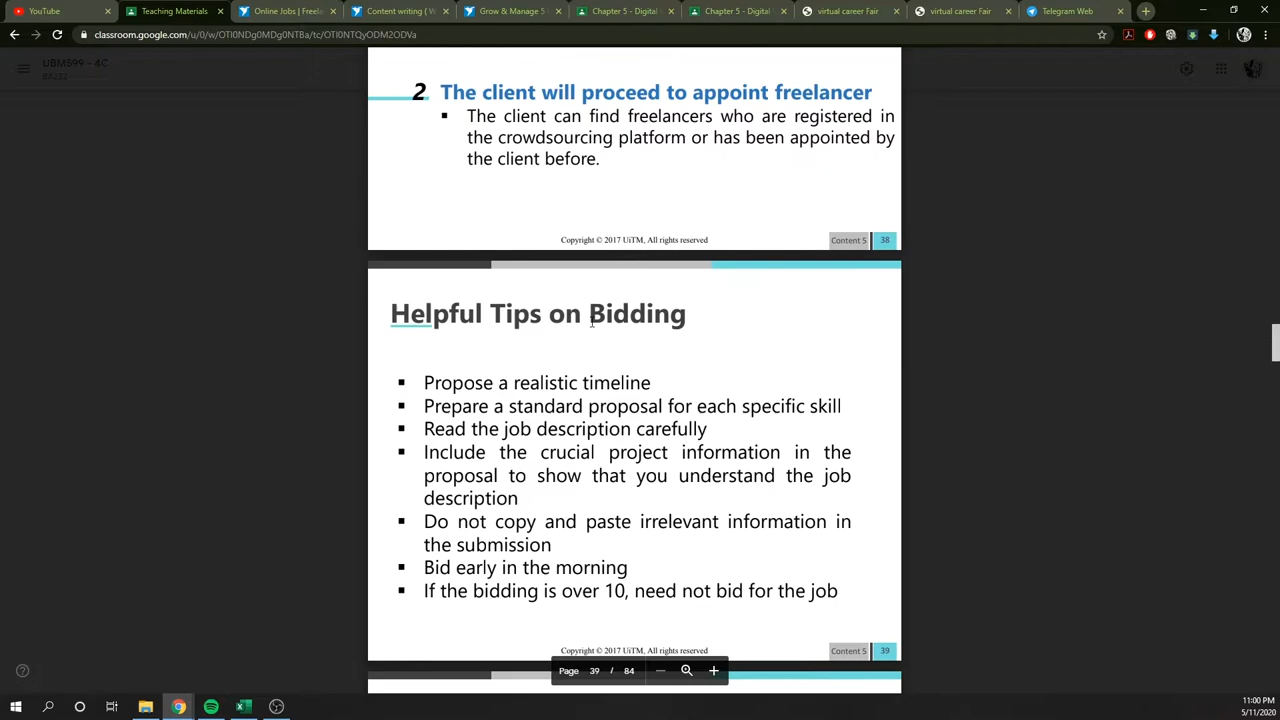 YouTube
Teaching Materials
Online Jobs | Freela
Content writing ( W
Grow & Manage 5
Chapter 5 - Digital
Chapter 5 - Digital
virtual career Fair
virtual career Fair
Telegram Web
classroom.google.com/u/0/w/OTI0NDg0MDg0NTBa/tc/OTI0NTQyODM2ODVa
UBM599 - 4C
2 The client will proceed to appoint freelancer
▪ The client can find freelancers who are registered in
the crowdsourcing platform or has been appointed by
the client before.
Copyright © 2017 UiTM, All rights reserved
Content 5 38
Helpful Tips on Bidding
▪ Propose a realistic timeline
▪ Prepare a standard proposal for each specific skill
▪ Read the job description carefully
▪ Include the crucial project information in the
proposal to show that you understand the job
description
▪ Do not copy and paste irrelevant information in
the submission
▪ Bid early in the morning
▪ If the bidding is over 10, need not bid for the job
Copyright © 2017 UiTM, All rights reserved
Content 5 39
Page 39 / 84
11:00 PM
5/11/2020